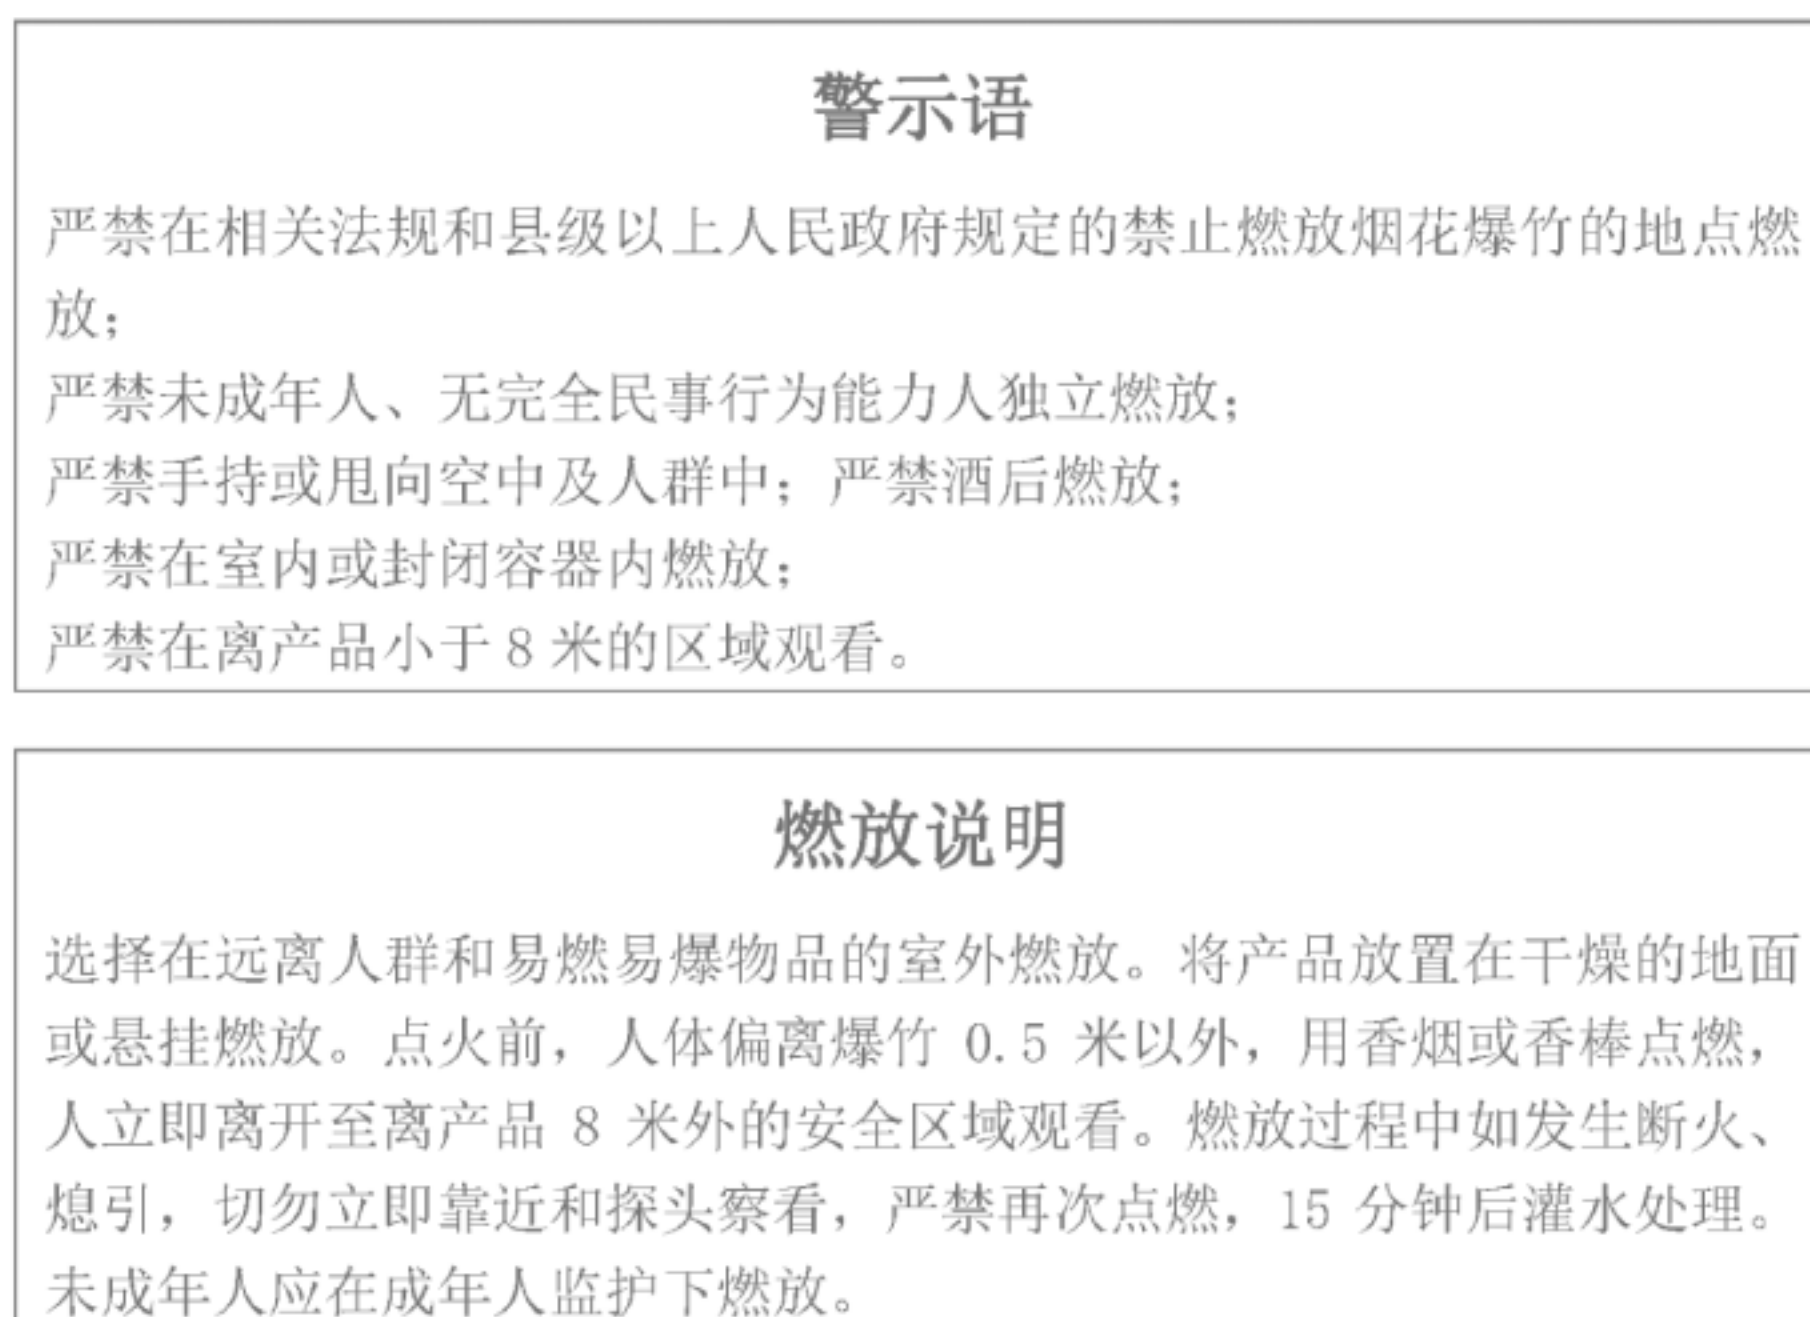 警示语
严禁在相关法规和县级以上人民政府规定的禁止燃放烟花爆竹的地点燃
放；
严禁未成年人、无完全民事行为能力人独立燃放；
严禁手持或甩向空中及人群中；严禁酒后燃放；
严禁在室内或封闭容器内燃放；
严禁在离产品小于 8 米的区域观看。
燃放说明
选择在远离人群和易燃易爆物品的室外燃放。将产品放置在干燥的地面
或悬挂燃放。点火前，人体偏离爆竹 0.5 米以外，用香烟或香棒点燃，
人立即离开至离产品 8 米外的安全区域观看。燃放过程中如发生断火、
熄引，切勿立即靠近和探头察看，严禁再次点燃，15 分钟后灌水处理。
未成年人应在成年人监护下燃放。